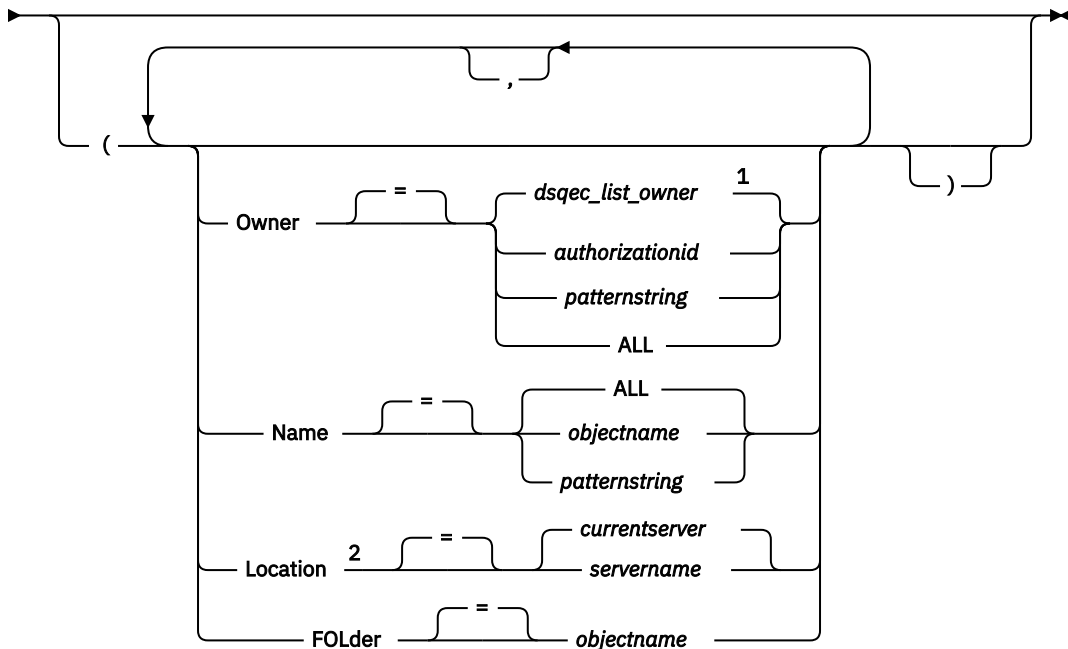 ,
(
)
Owner = dsqec_list_owner 1
authorizationid
patternstring
ALL
Name = ALL
objectname
patternstring
Location 2 = currentserver
servername
FOLder = objectname